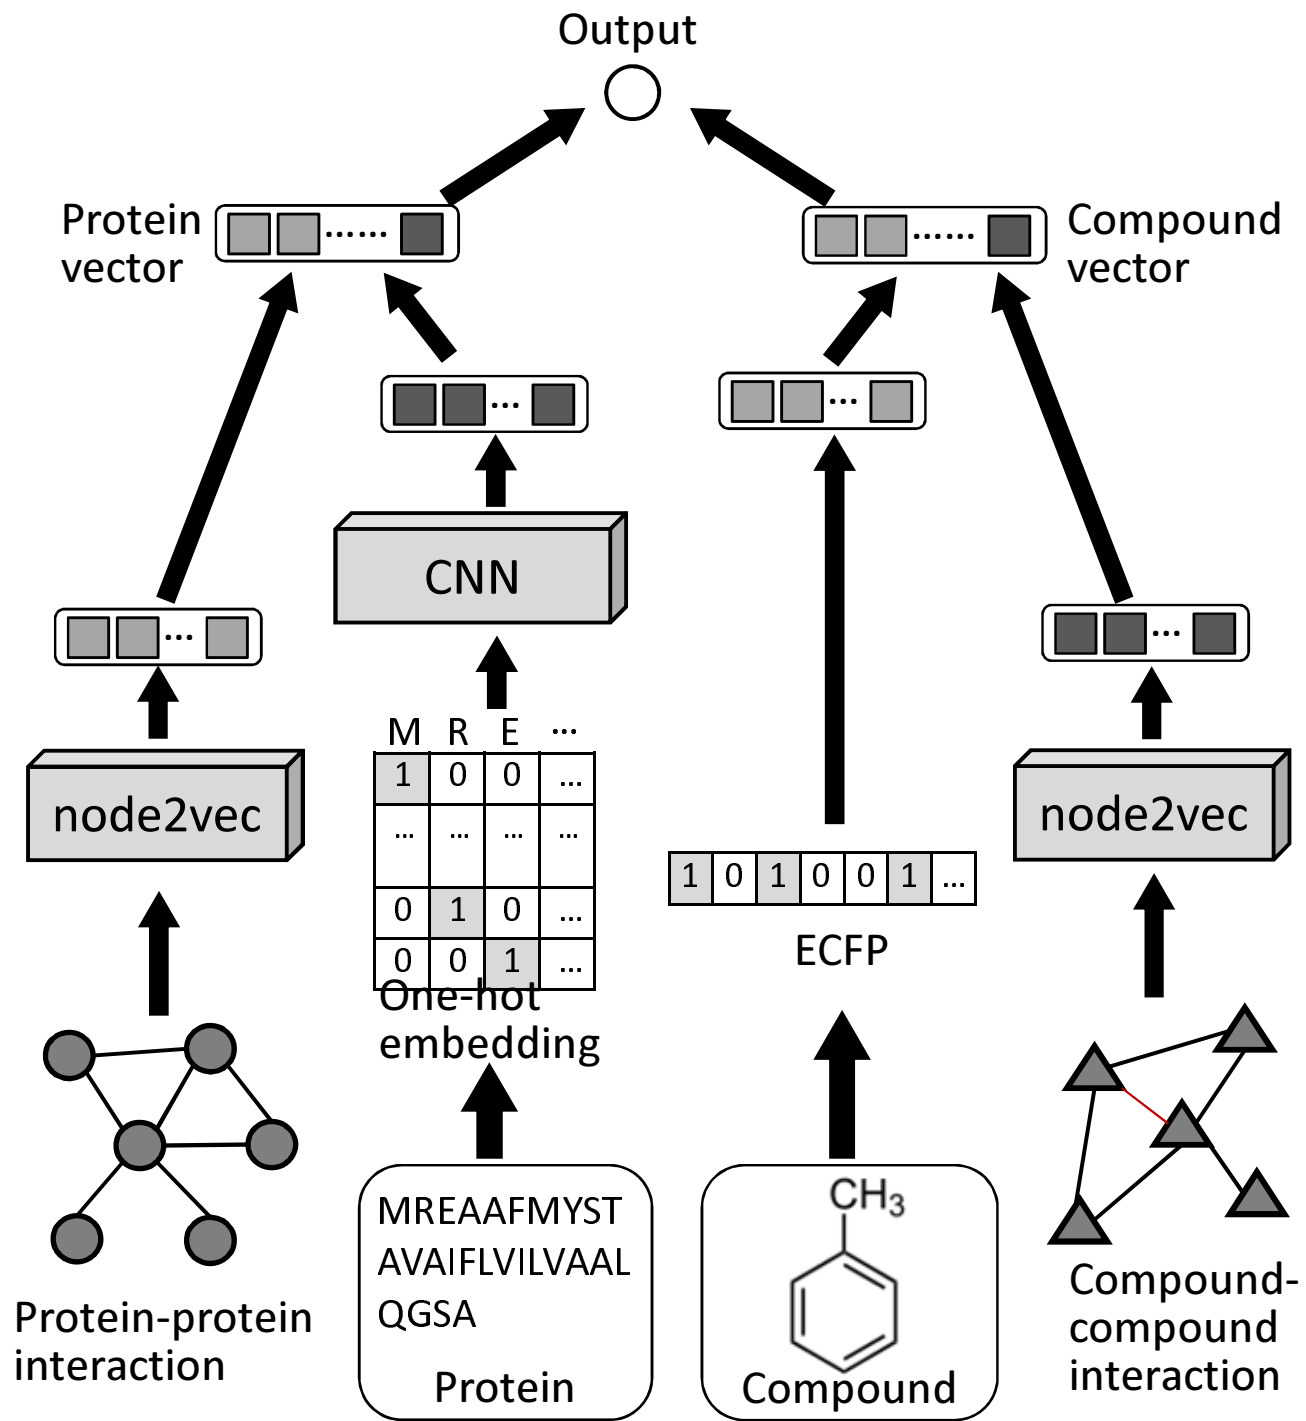 Output
Protein
vector
Compound
vector
CNN
M R E ...
1 0 0 ...
... ... ... ...
0 1 0 ...
0 0 1 ...
One-hot
embedding
node2vec
node2vec
1 0 1 0 0 1 ...
ECFP
MREAAFMYST
AVAIFLVILVAAL
QGSA
Protein
CH3
Compound
Protein-protein
interaction
Compound-
compound
interaction